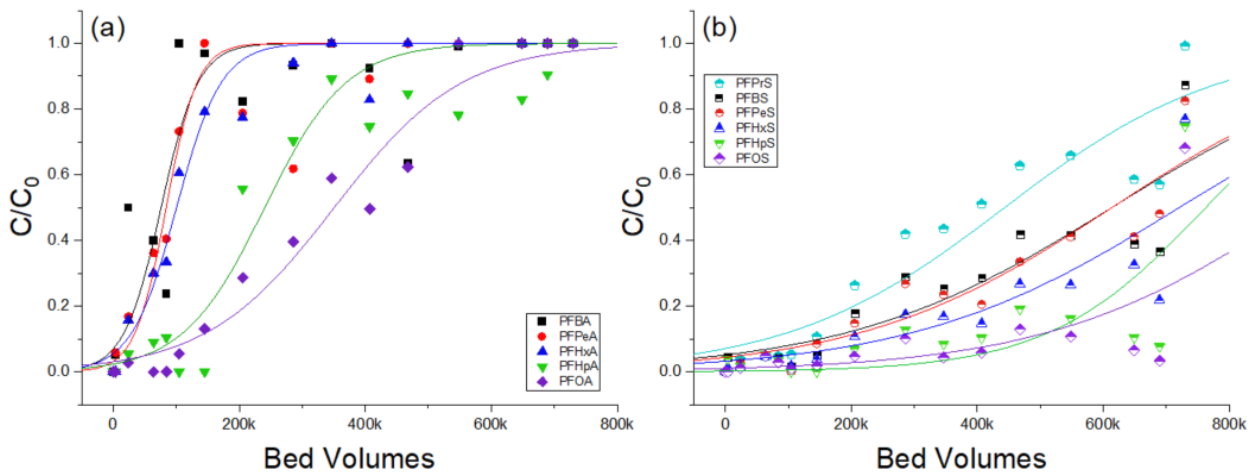 (a)
1.0
0.8
0.6
0.4
0.2
0.0
C/C0
PFBA
PFPeA
PFHxA
PFHpA
PFOA
0
200k
400k
600k
800k
Bed Volumes
(b)
1.0
0.8
0.6
0.4
0.2
0.0
C/C0
PFPrS
PFBS
PFPeS
PFHxS
PFHpS
PFOS
0
200k
400k
600k
800k
Bed Volumes